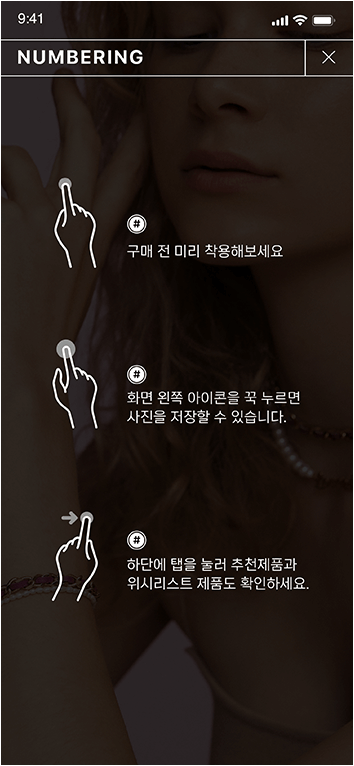 9:41
NUMBERING
#
구매 전 미리 착용해보세요
#
화면 왼쪽 아이콘을 꾹 누르면
사진을 저장할 수 있습니다.
#
하단에 탭을 눌러 추천제품과
위시리스트 제품도 확인하세요.